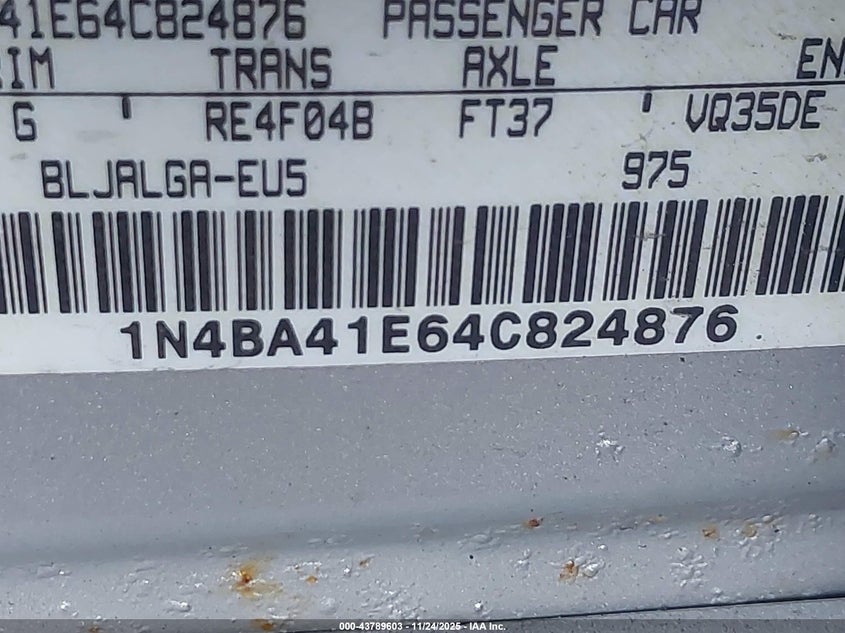 41E64C824876 PASSENGER CAR
IM TRANS AXLE EN
G RE4F04B FT37 VQ35DE
BLJALGA-EU5 975
1N4BA41E64C824876
000-43789603 - 11/24/2025 - IAA Inc.